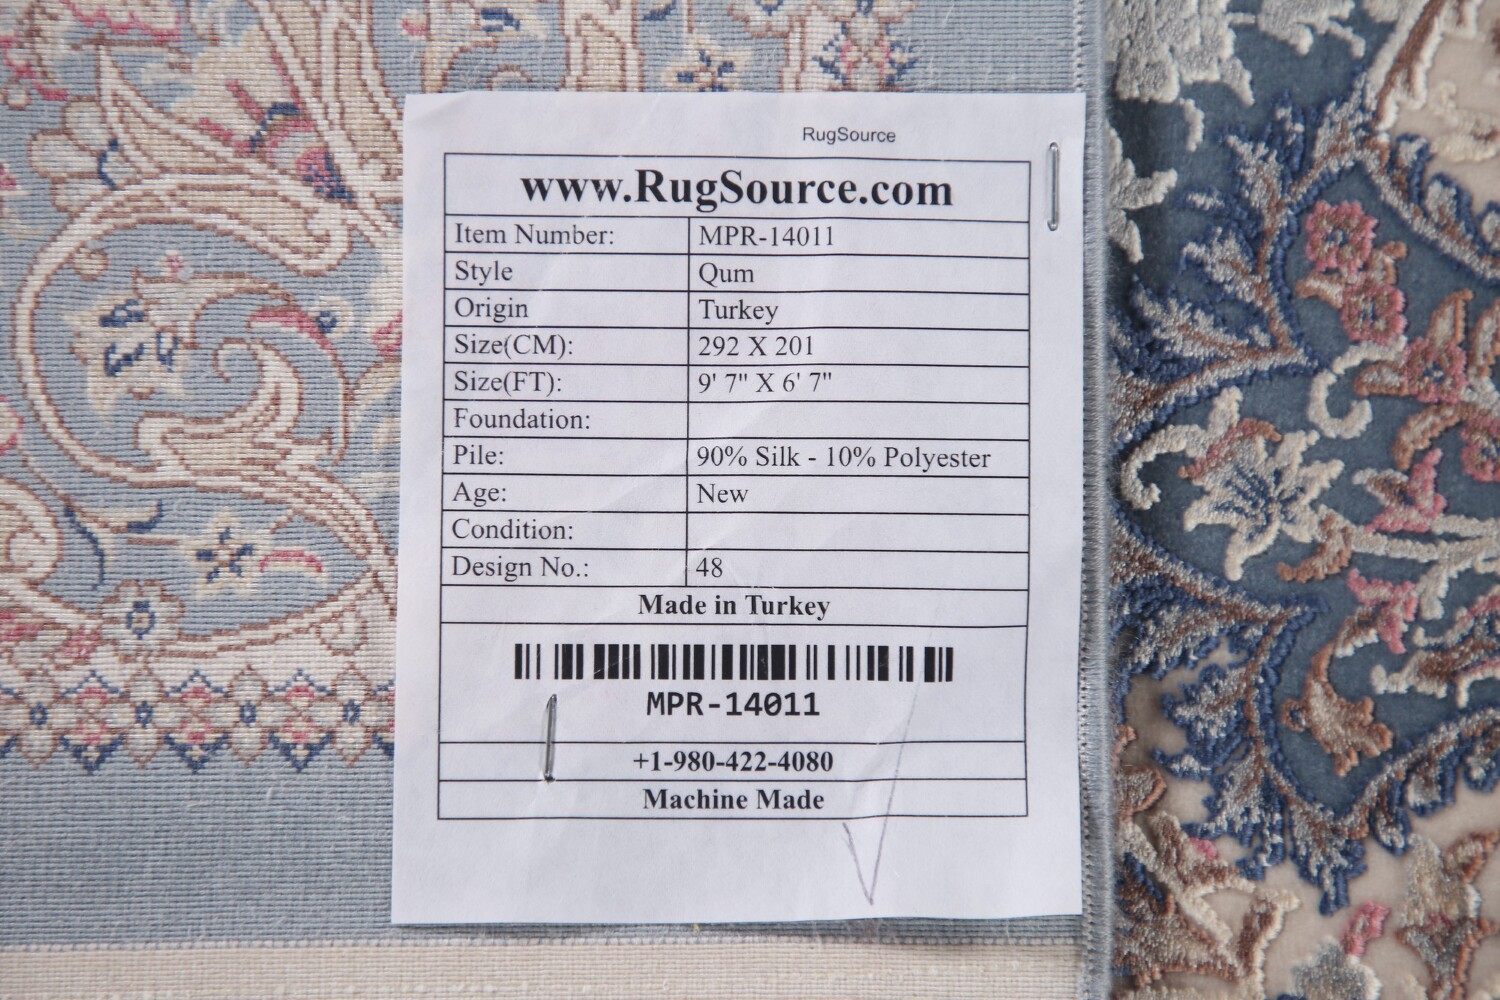 RugSource
www.RugSource.com
Item Number: MPR-14011
Style Qum
Origin Turkey
Size(CM): 292 X 201
Size(FT): 9' 7" X 6' 7"
Foundation:
Pile: 90% Silk - 10% Polyester
Age: New
Condition:
Design No.: 48
Made in Turkey
MPR-14011
+1-980-422-4080
Machine Made